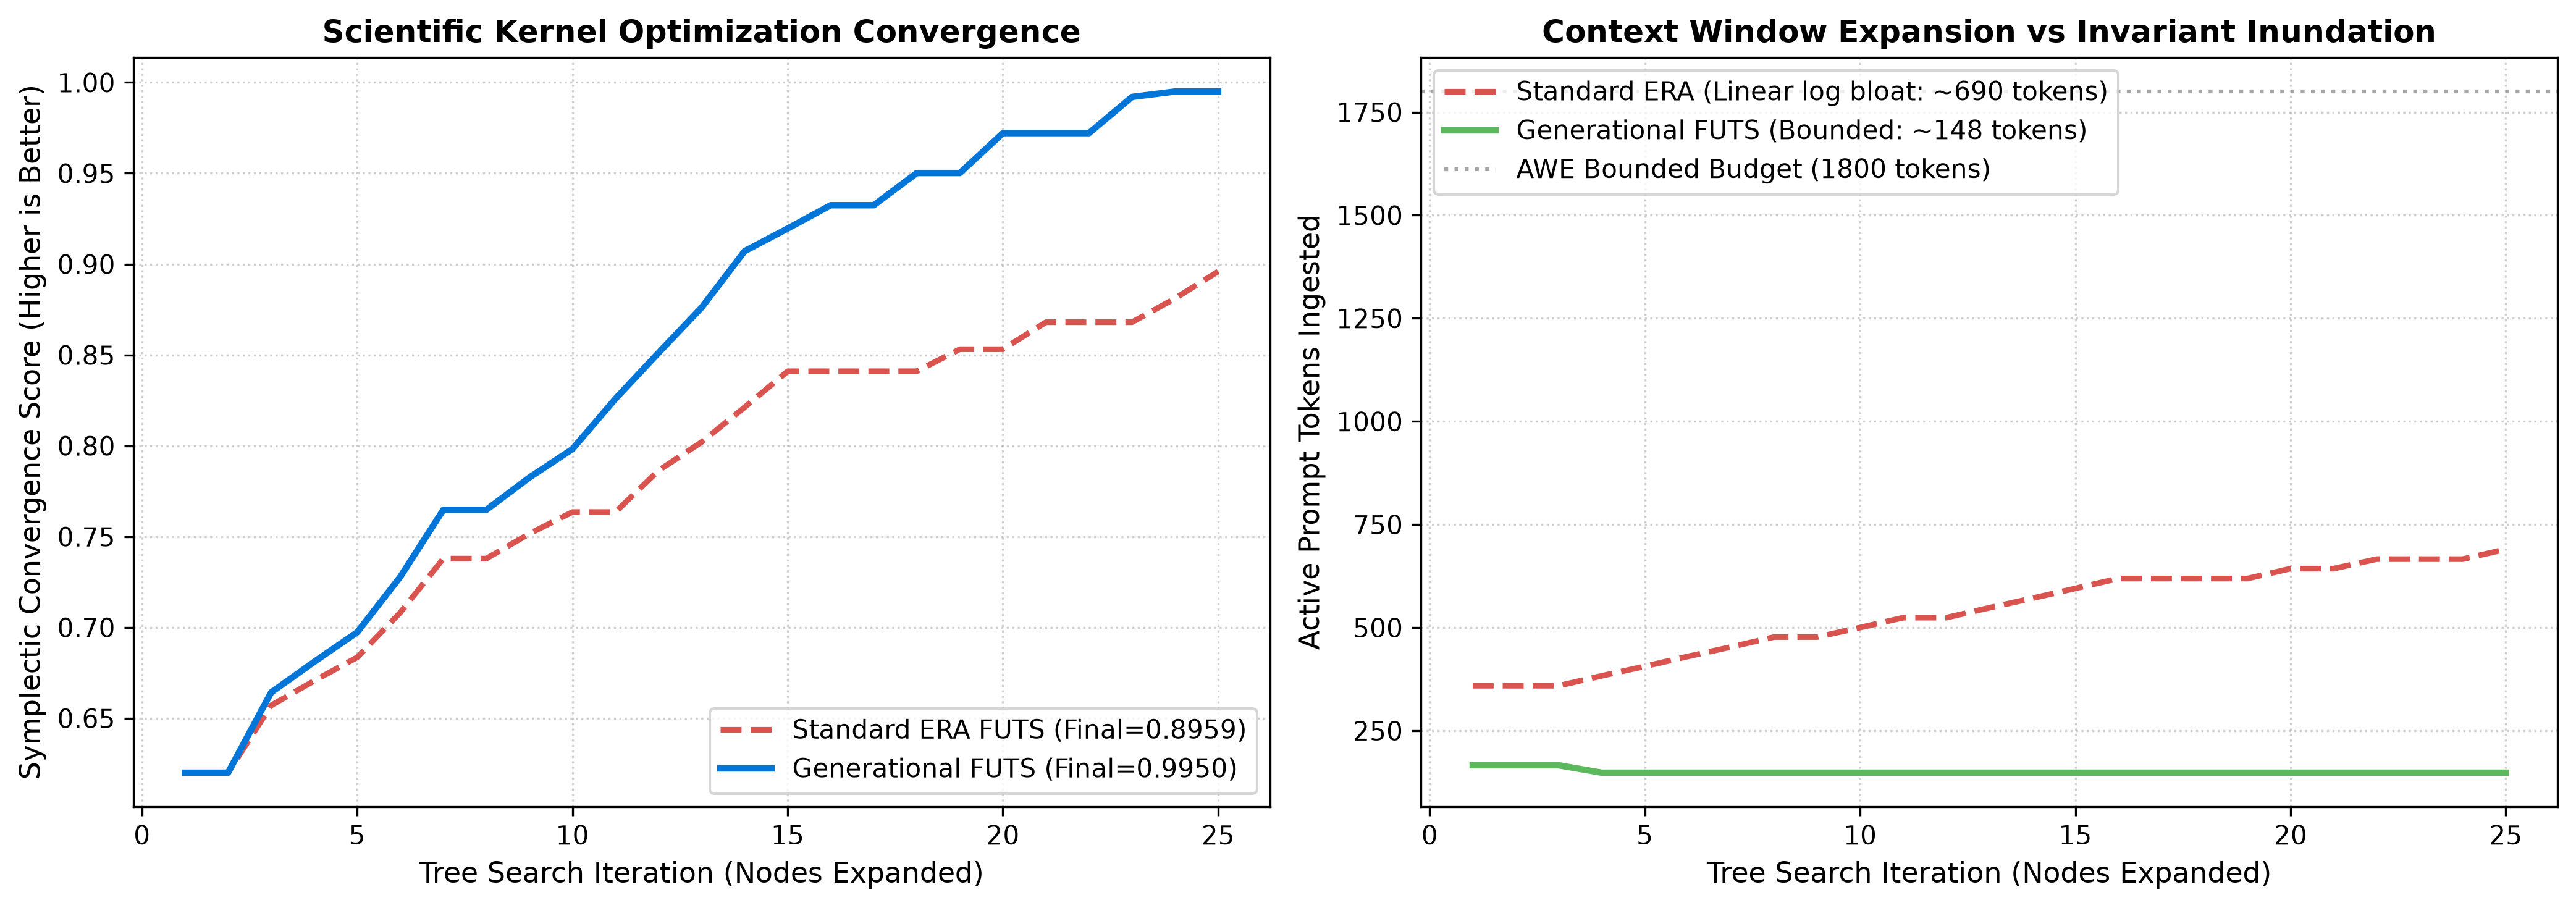 Scientific Kernel Optimization Convergence
Symplectic Convergence Score (Higher is Better)
1.00
0.95
0.90
0.85
0.80
0.75
0.70
0.65
Standard ERA FUTS (Final=0.8959)
Generational FUTS (Final=0.9950)
0 5 10 15 20 25
Tree Search Iteration (Nodes Expanded)
Context Window Expansion vs Invariant Inundation
Active Prompt Tokens Ingested
Standard ERA (Linear log bloat: ~690 tokens)
Generational FUTS (Bounded: ~148 tokens)
AWE Bounded Budget (1800 tokens)
1750
1500
1250
1000
750
500
250
0 5 10 15 20 25
Tree Search Iteration (Nodes Expanded)